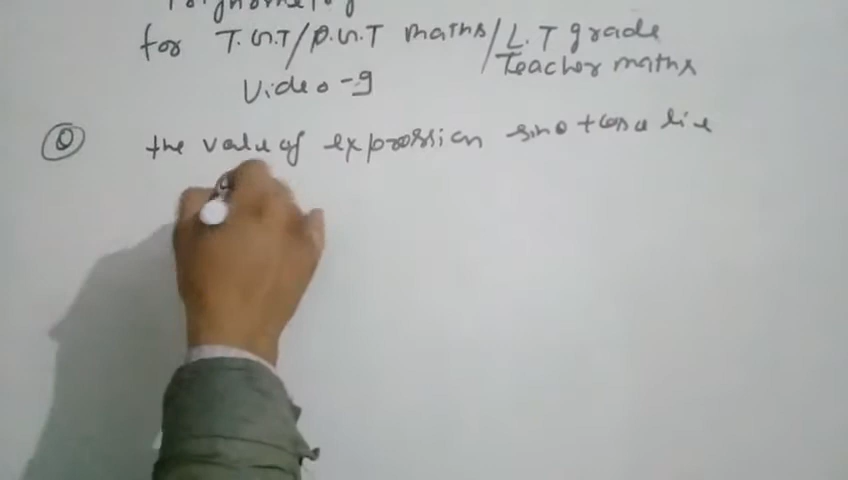 for T.G.T/P.G.T maths/L.T grade
Teacher maths
Video-9
Q the value of expression sinθ + cosθ lie